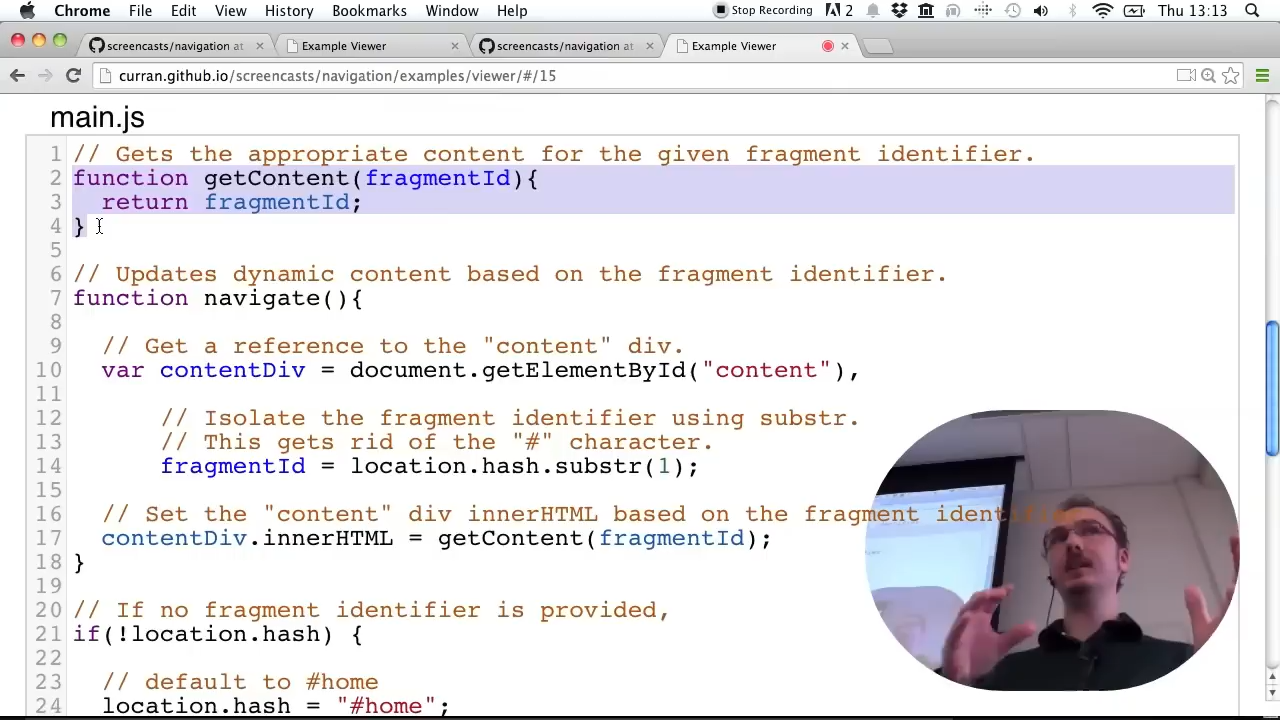 Chrome File Edit View History Bookmarks Window Help Stop Recording 2 Thu 13:13
screencasts/navigation at Example Viewer screencasts/navigation at Example Viewer
curran.github.io/screencasts/navigation/examples/viewer/#/15
main.js
1 // Gets the appropriate content for the given fragment identifier.
2 function getContent(fragmentId){
3 return fragmentId;
4 }
5
6 // Updates dynamic content based on the fragment identifier.
7 function navigate(){
8
9 // Get a reference to the "content" div.
10 var contentDiv = document.getElementById("content"),
11
12 // Isolate the fragment identifier using substr.
13 // This gets rid of the "#" character.
14 fragmentId = location.hash.substr(1);
15
16 // Set the "content" div innerHTML based on the fragment identifier.
17 contentDiv.innerHTML = getContent(fragmentId);
18 }
19
20 // If no fragment identifier is provided,
21 if(!location.hash) {
22
23 // default to #home
24 location.hash = "#home";